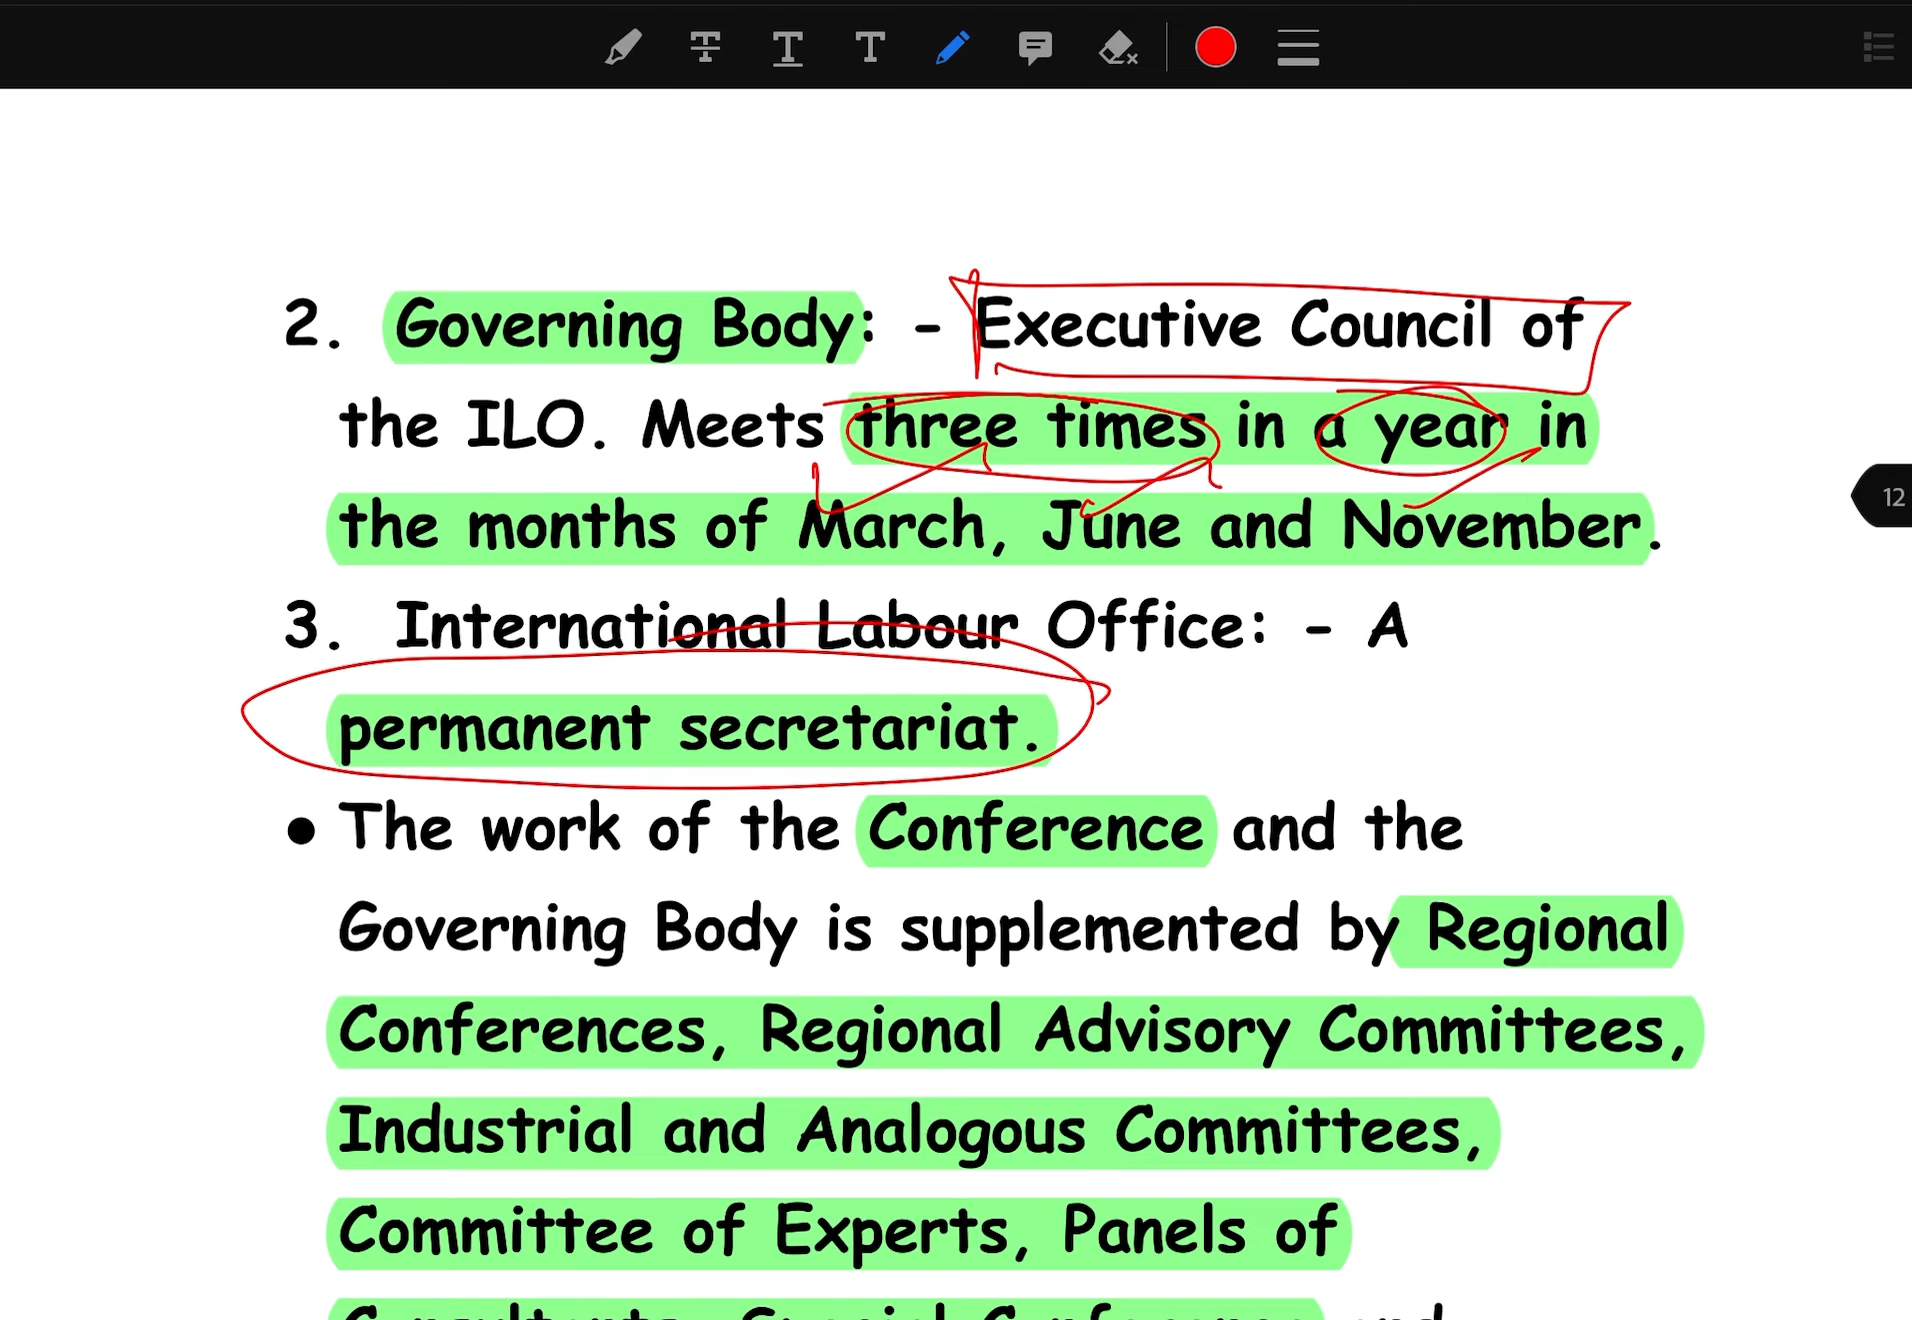 2. Governing Body: - Executive Council of
the ILO. Meets three times in a year in
the months of March, June and November.
3. International Labour Office: - A
permanent secretariat.
● The work of the Conference and the
Governing Body is supplemented by Regional
Conferences, Regional Advisory Committees,
Industrial and Analogous Committees,
Committee of Experts, Panels of
12